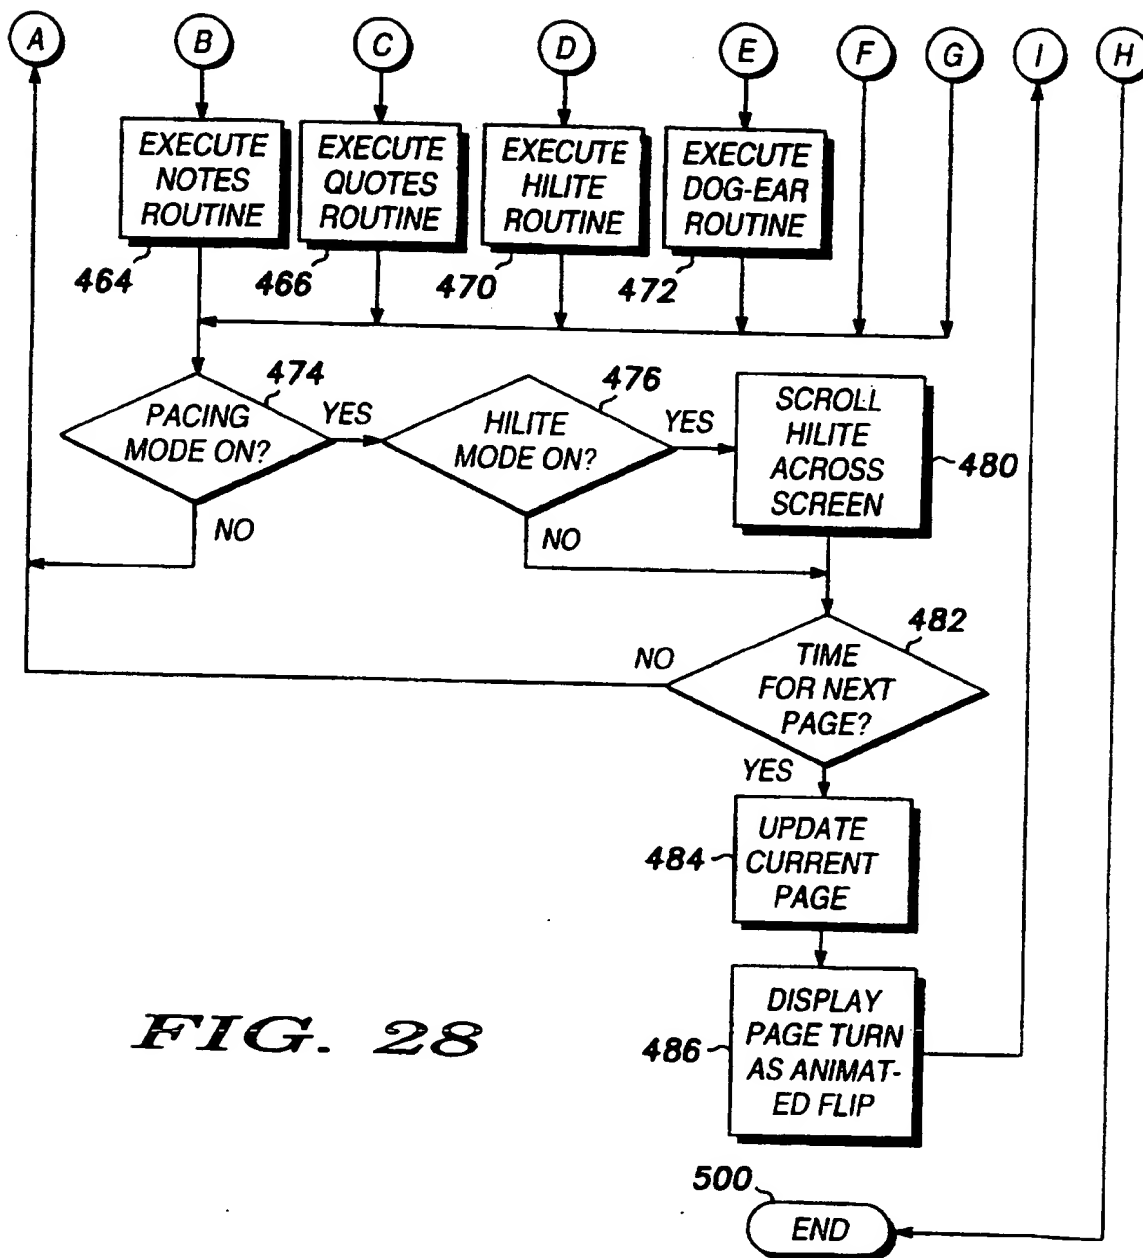 A
B
C
D
E
F
G
I
H
EXECUTE
NOTES
ROUTINE
464
EXECUTE
QUOTES
ROUTINE
466
EXECUTE
HILITE
ROUTINE
470
EXECUTE
DOG-EAR
ROUTINE
472
474
PACING
MODE ON?
YES
NO
476
HILITE
MODE ON?
YES
NO
SCROLL
HILITE
ACROSS
SCREEN
480
482
TIME
FOR NEXT
PAGE?
NO
YES
UPDATE
CURRENT
PAGE
484
DISPLAY
PAGE TURN
AS ANIMAT-
ED FLIP
486
FIG. 28
500
END